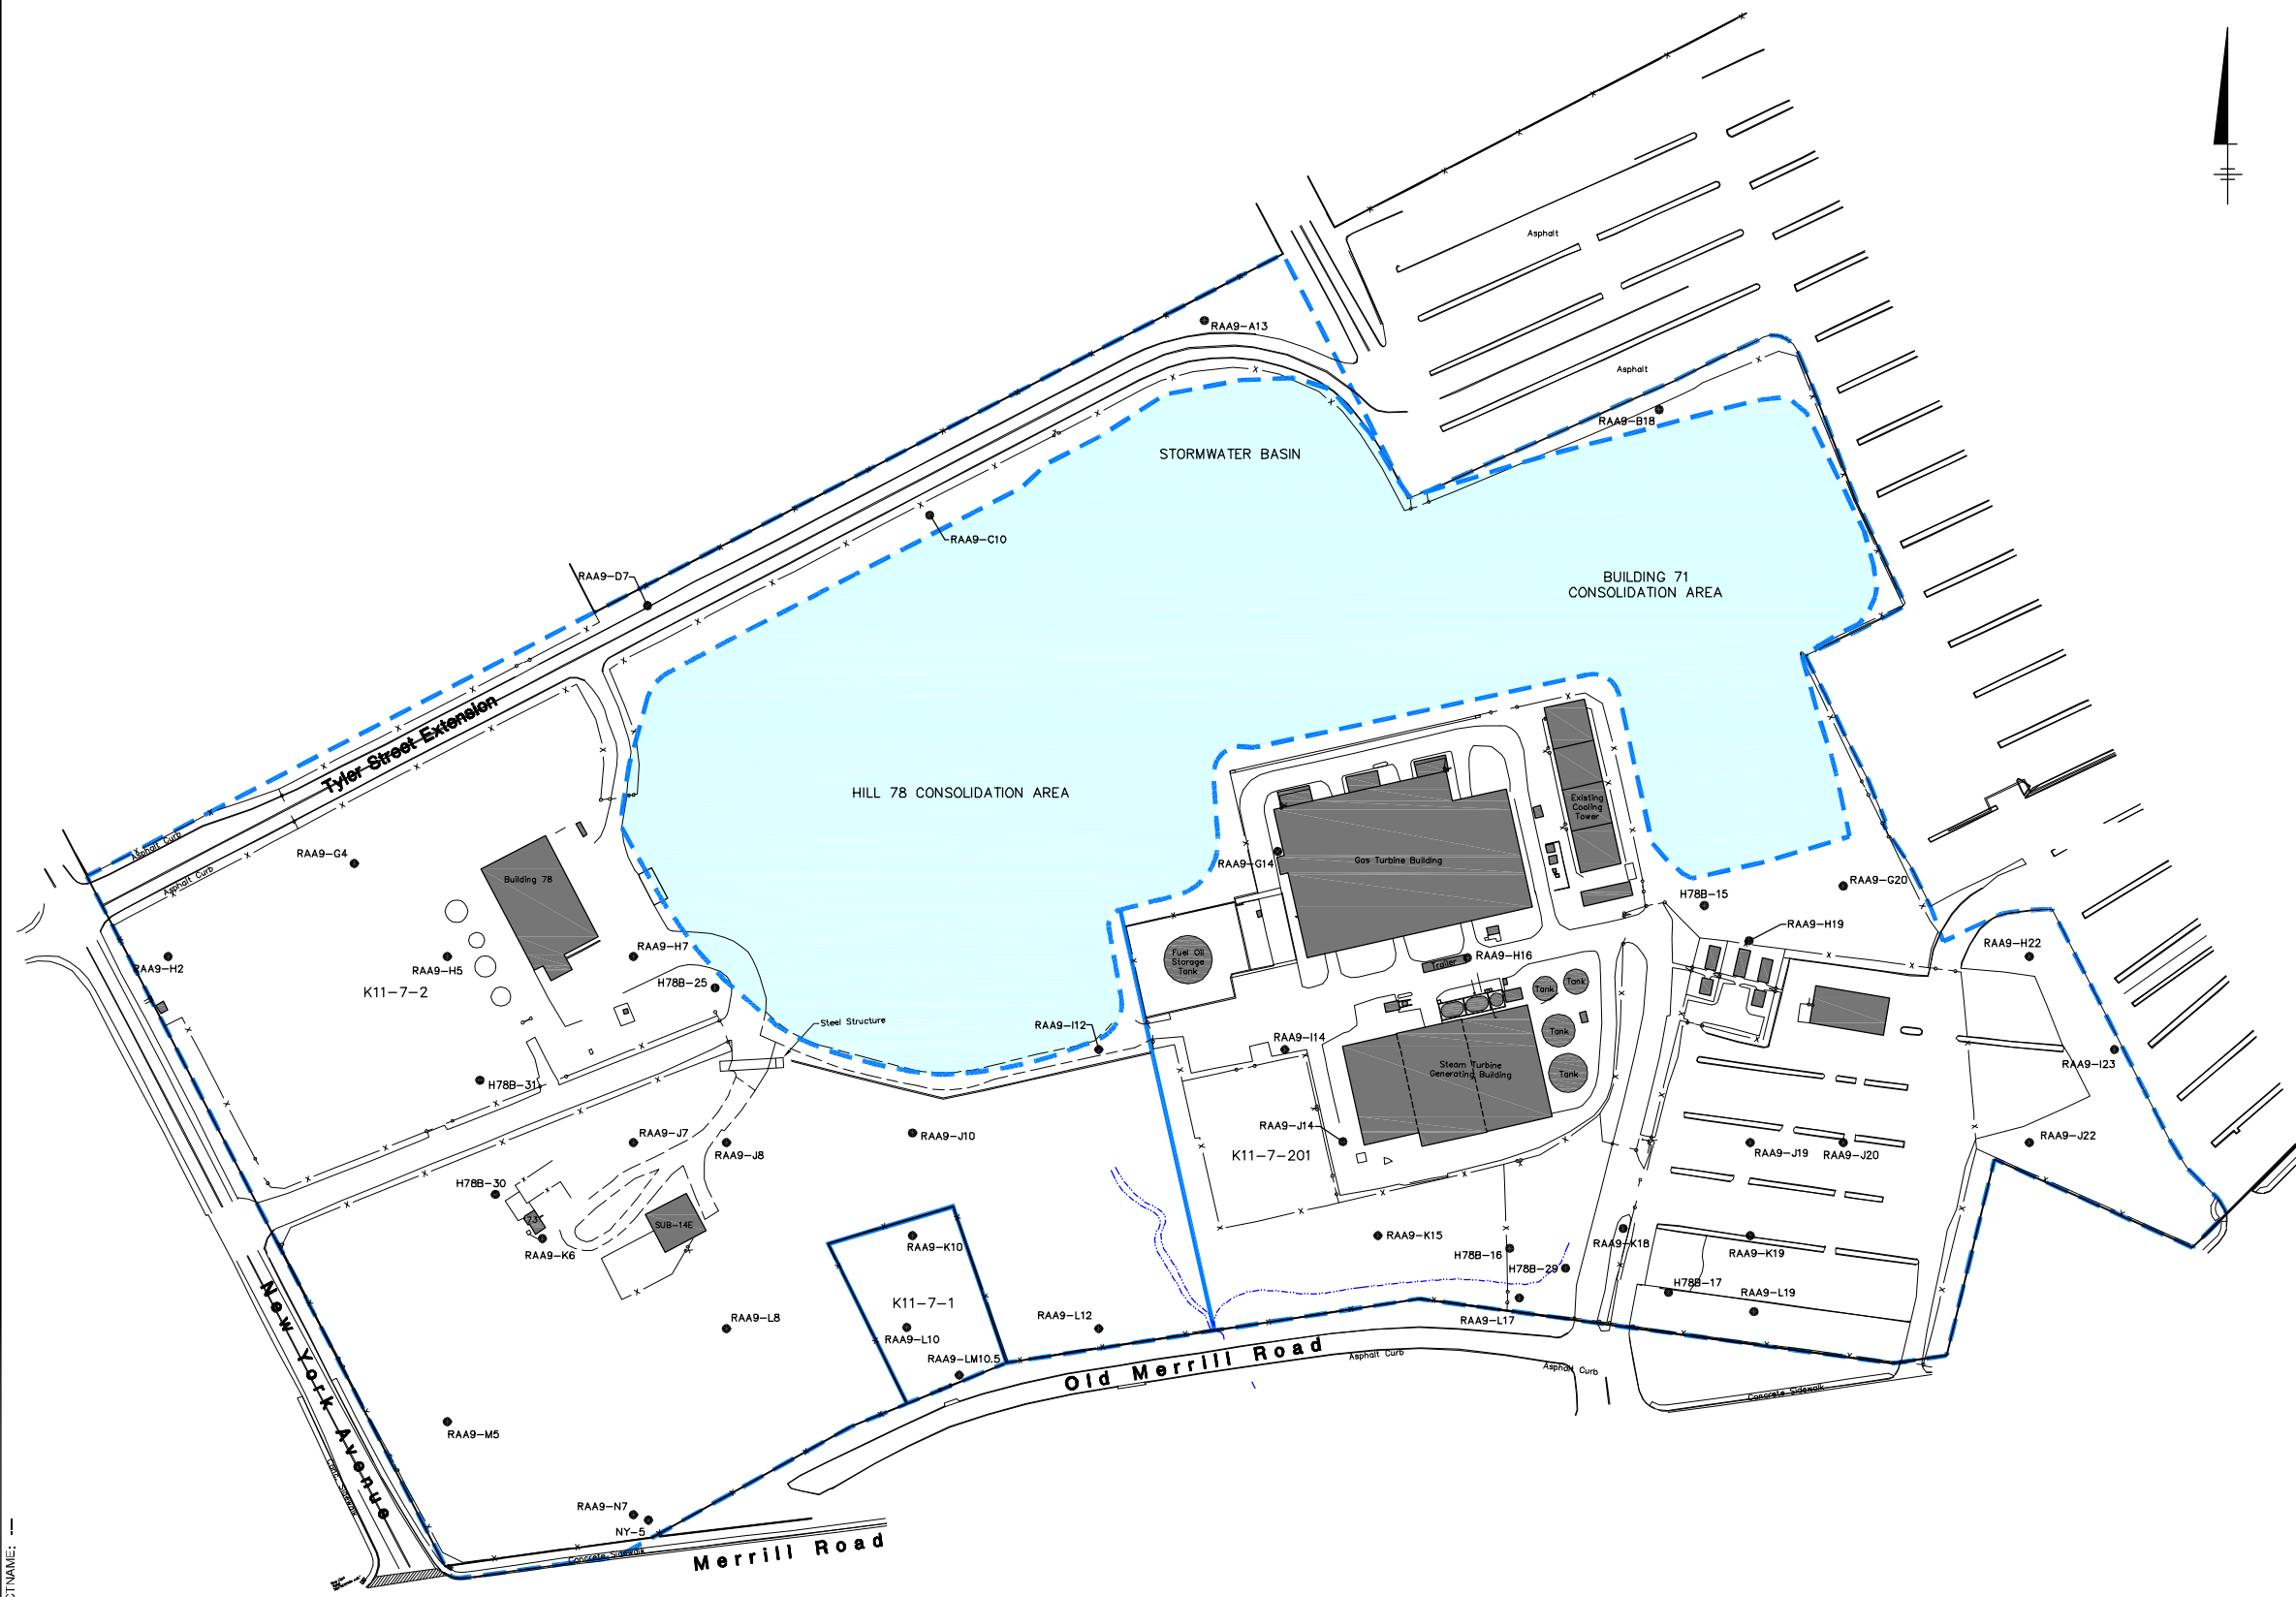 RAA9-A13
Asphalt
Asphalt
RAA9-B18
STORMWATER BASIN
RAA9-C10
RAA9-D7
BUILDING 71
CONSOLIDATION AREA
Tyler Street Extension
HILL 78 CONSOLIDATION AREA
Existing
Cooling
Tower
Asphalt Curb
Asphalt Curb
RAA9-G4
Building 78
RAA9-G14
Gas Turbine Building
RAA9-G20
H78B-15
RAA9-H19
RAA9-H2
RAA9-H5
RAA9-H7
K11-7-2
H78B-25
Fuel Oil
Storage
Tank
Trailer
RAA9-H16
RAA9-H22
Tank
Tank
Tank
Tank
Steel Structure
RAA9-I12
RAA9-I14
RAA9-I23
Steam Turbine
Generating Building
H78B-31
RAA9-J7
RAA9-J8
RAA9-J10
RAA9-J14
K11-7-201
RAA9-J19
RAA9-J20
RAA9-J22
H78B-30
73
SUB-14E
RAA9-K6
RAA9-K10
RAA9-K15
RAA9-K18
RAA9-K19
H78B-16
H78B-29
H78B-17
K11-7-1
RAA9-L8
RAA9-L10
RAA9-L12
RAA9-L17
RAA9-L19
RAA9-LM10.5
Old Merrill Road
Asphalt Curb
Asphalt Curb
Concrete Sidewalk
New York Avenue
Conc. Sidewalk
RAA9-M5
RAA9-N7
NY-5
Concrete Sidewalk
Merrill Road
CTNAME: